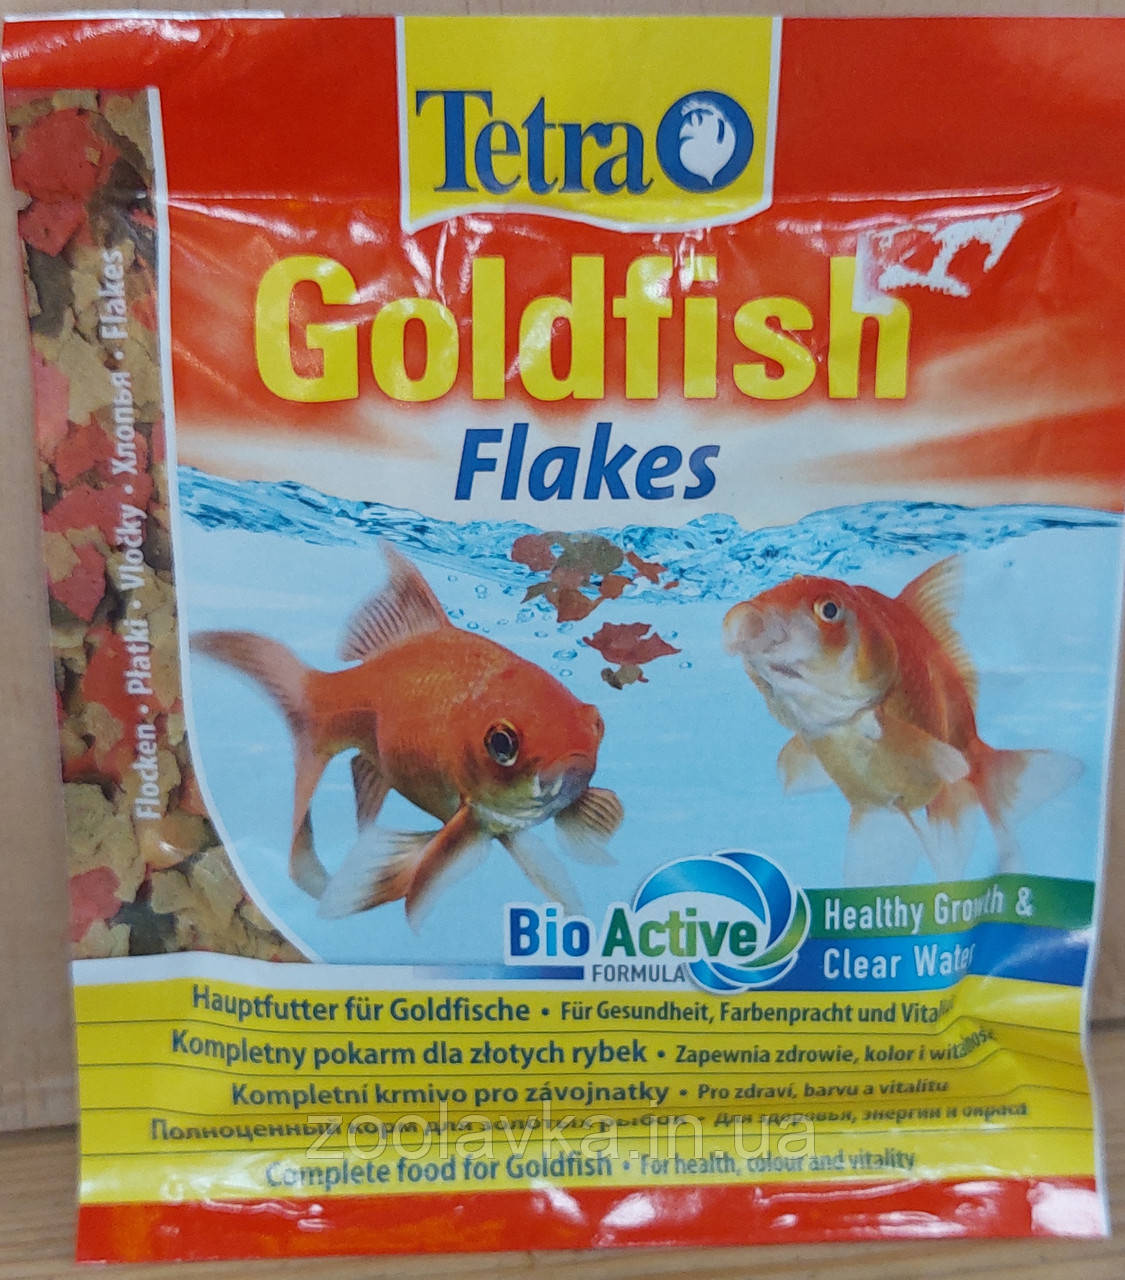 Tetra
Goldfish
Flakes
Flocken • Płatki • Vločky • Хлопья • Flakes
Bio Active
FORMULA
Healthy Growth &
Clear Water
Hauptfutter für Goldfische • Für Gesundheit, Farbenpracht und Vitalität
Kompletny pokarm dla złotych rybek • Zapewnia zdrowie, kolor i witalność
Kompletní krmivo pro závojnatky • Pro zdraví, barvu a vitalitu
Полноценный корм для золотых рыбок • Для здоровья, энергии и окраса
zoolavka.in.ua
Complete food for Goldfish • For health, colour and vitality